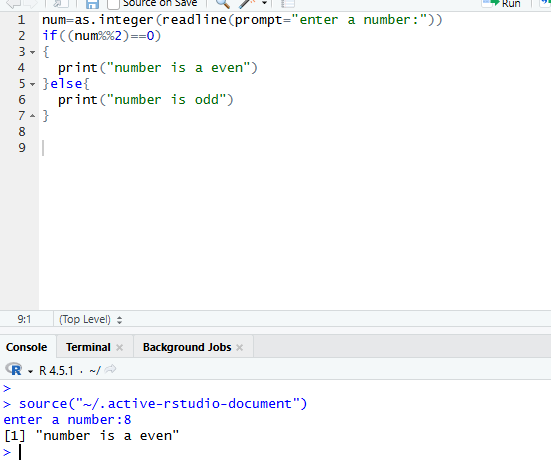 Source on Save
Run
1 num=as.integer(readline(prompt="enter a number:"))
2 if((num%%2)==0)
3 {
4 print("number is a even")
5 }else{
6 print("number is odd")
7 }
8
9
9:1 (Top Level)
Console Terminal Background Jobs
R R 4.5.1 · ~/
>
> source("~/.active-rstudio-document")
enter a number:8
[1] "number is a even"
>